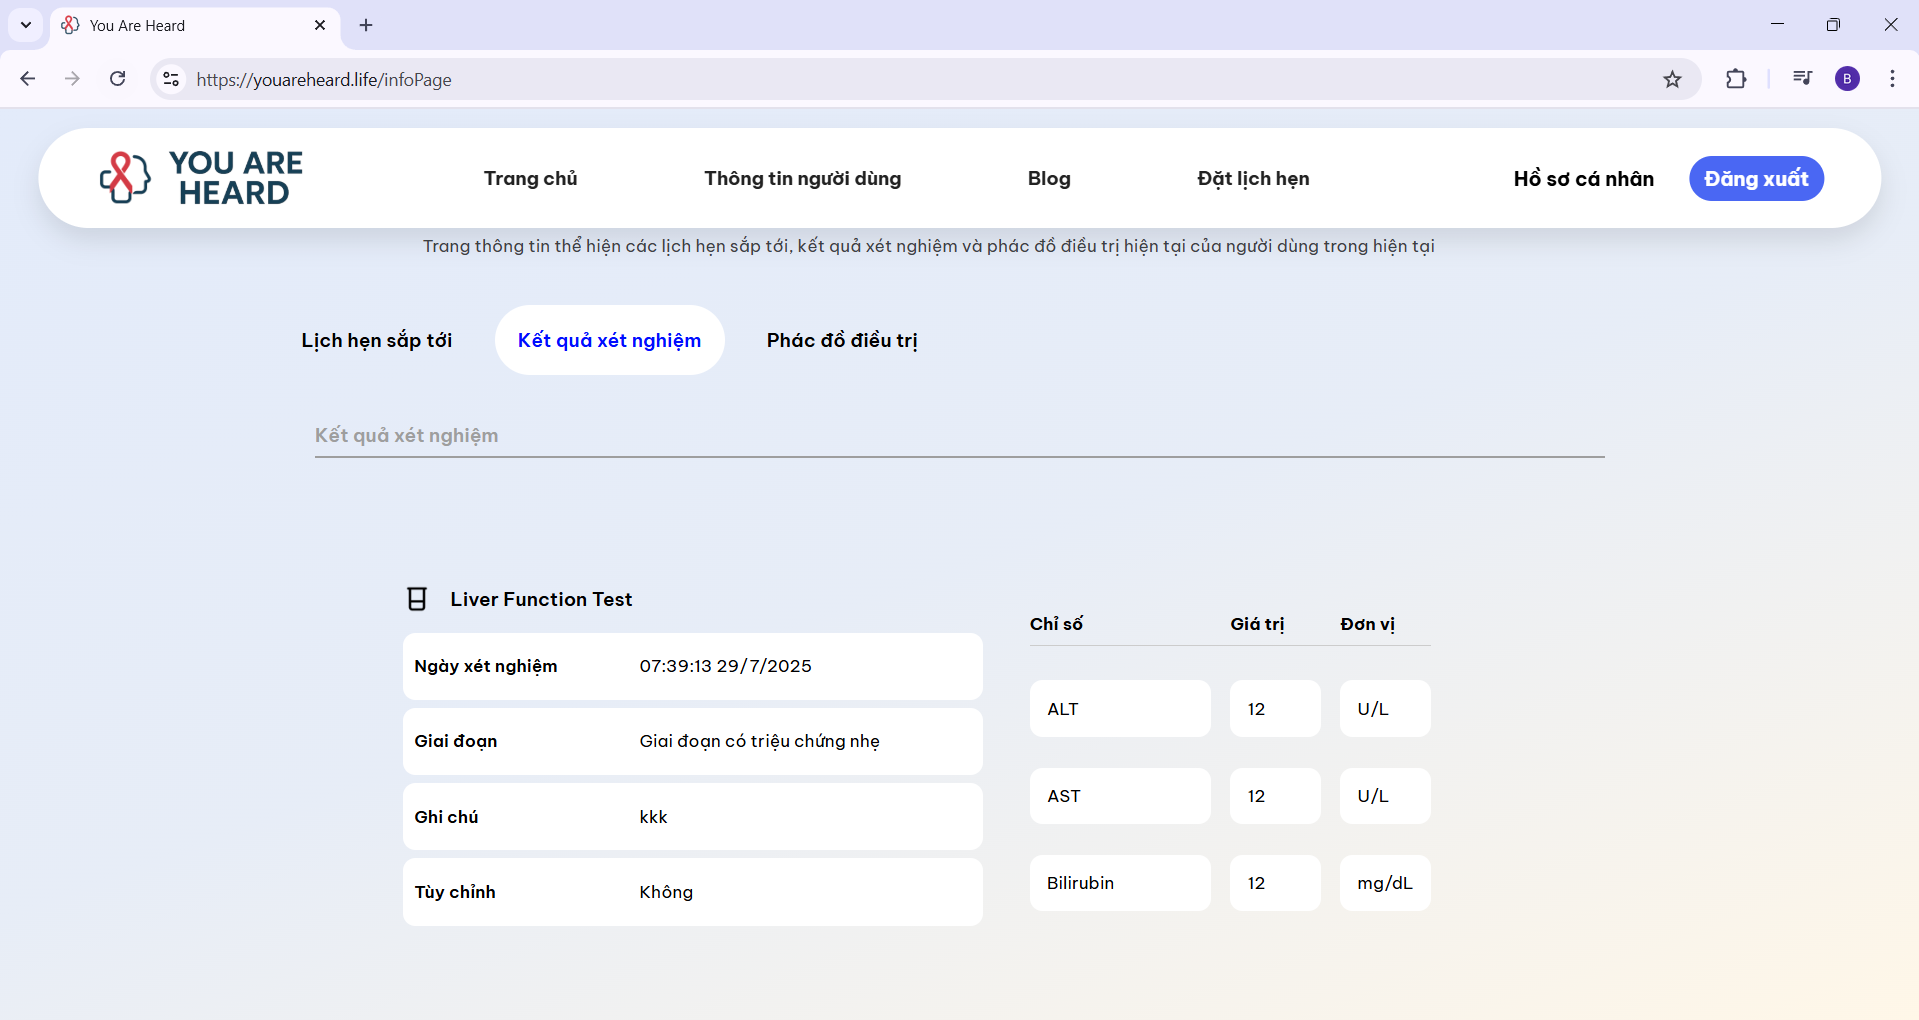 You Are Heard
https://youareheard.life/infoPage
B
YOU ARE
HEARD
Trang chủ
Thông tin người dùng
Blog
Đặt lịch hẹn
Hồ sơ cá nhân
Đăng xuất
Trang thông tin thể hiện các lịch hẹn sắp tới, kết quả xét nghiệm và phác đồ điều trị hiện tại của người dùng trong hiện tại
Lịch hẹn sắp tới
Kết quả xét nghiệm
Phác đồ điều trị
Kết quả xét nghiệm
Liver Function Test
Ngày xét nghiệm 07:39:13 29/7/2025
Giai đoạn Giai đoạn có triệu chứng nhẹ
Ghi chú kkk
Tùy chỉnh Không
Chỉ số Giá trị Đơn vị
ALT 12 U/L
AST 12 U/L
Bilirubin 12 mg/dL